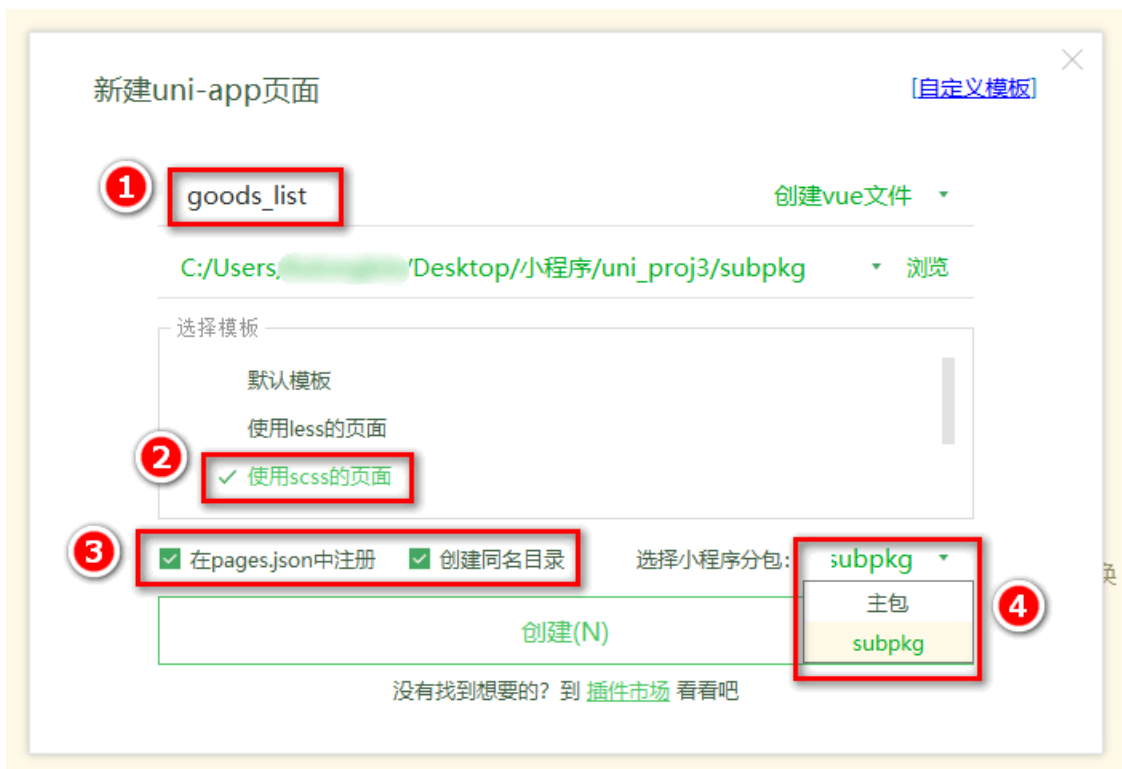 新建uni-app页面 [自定义模板]
1 goods_list 创建vue文件
C:/Users/ /Desktop/小程序/uni_proj3/subpkg 浏览
选择模板
默认模板
使用less的页面
2 使用scss的页面
3 在pages.json中注册 创建同名目录 选择小程序分包: subpkg
换
主包
4
创建(N)
subpkg
没有找到想要的? 到 插件市场 看看吧